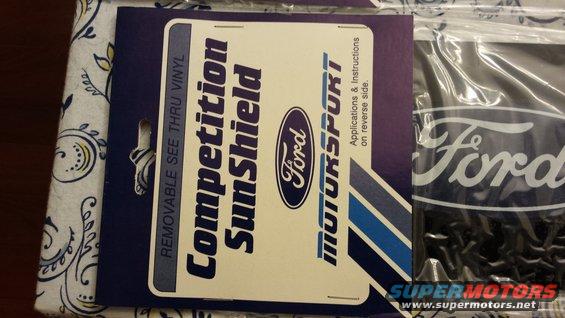 REMOVABLE SEE THRU VINYL
Competition
SunShield
Ford
MOTORSPORT
Applications & Instructions
on reverse side.
Ford
SUPERMOTORS
www.supermotors.net